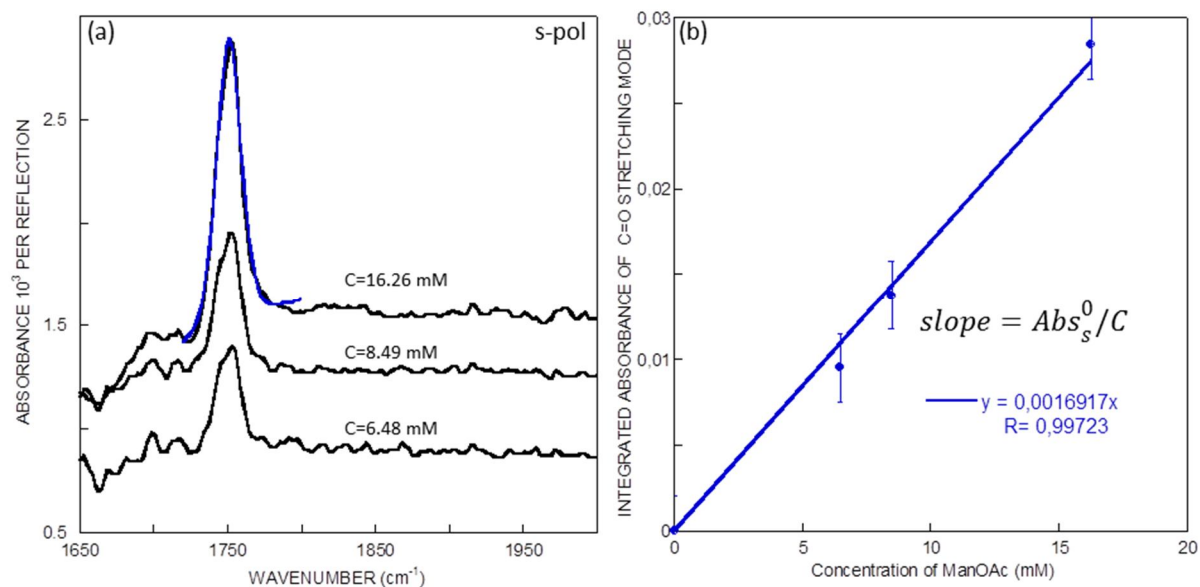 (a)
s-pol
ABSORBANCE 10³ PER REFLECTION
2.5
1.5
0.5
C=16.26 mM
C=8.49 mM
C=6.48 mM
1650
1750
1850
1950
WAVENUMBER (cm⁻¹)
(b)
INTEGRATED ABSORBANCE OF C=O STRETCHING MODE
0,03
0,02
0,01
0
slope = Abs⁰ₛ/C
y = 0,0016917x
R= 0,99723
0
5
10
15
20
Concentration of ManOAc (mM)